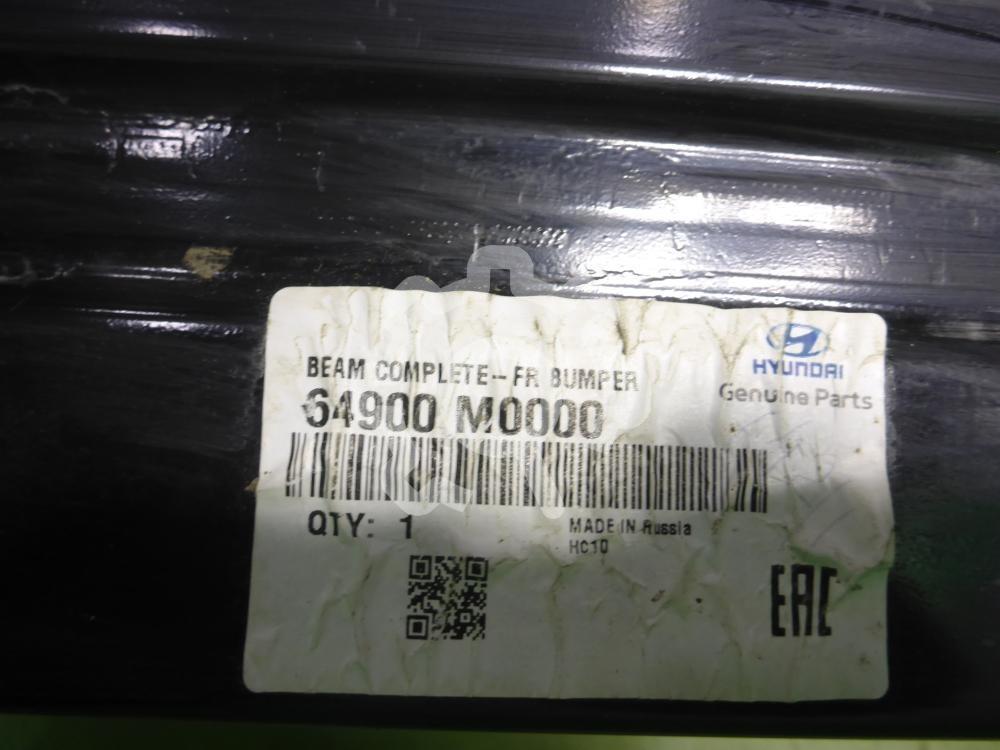 HYUNDAI
Genuine Parts
BEAM COMPLETE-FR BUMPER
64900 M0000
QTY: 1
MADE IN Russia
HC10
EAC